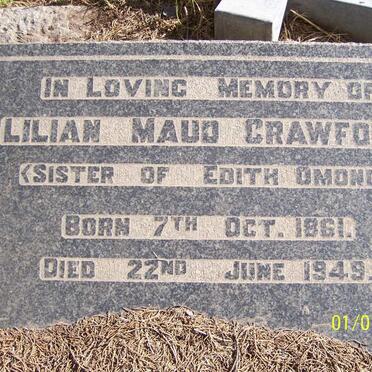 IN LOVING MEMORY OF
LILIAN MAUD CRAWFO
(SISTER OF EDITH OMOND
BORN 7TH OCT. 1861.
DIED 22ND JUNE 1949.
01/0